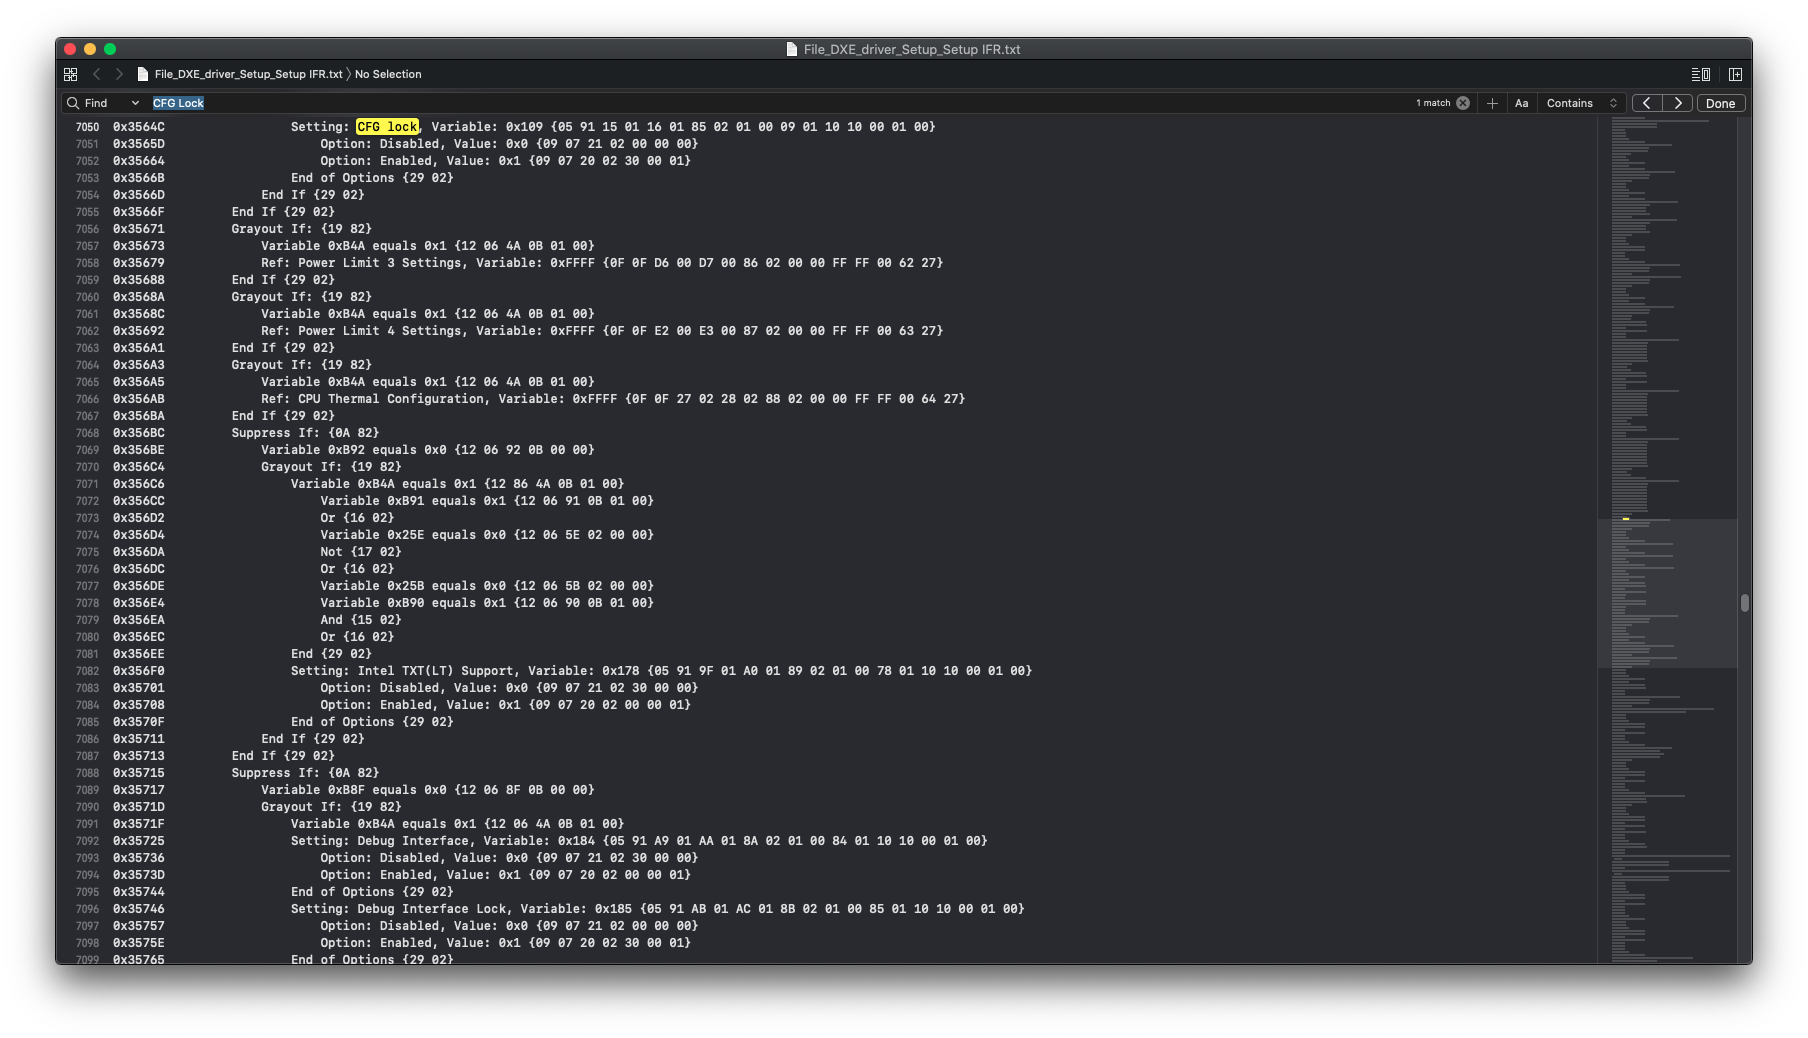 File_DXE_driver_Setup_Setup IFR.txt
File_DXE_driver_Setup_Setup IFR.txt 〉 No Selection
Find CFG Lock 1 match Aa Contains Done
7050 0x3564C Setting: CFG lock, Variable: 0x109 {05 91 15 01 16 01 85 02 01 00 09 01 10 10 00 01 00}
7051 0x3565D Option: Disabled, Value: 0x0 {09 07 21 02 00 00 00}
7052 0x35664 Option: Enabled, Value: 0x1 {09 07 20 02 30 00 01}
7053 0x3566B End of Options {29 02}
7054 0x3566D End If {29 02}
7055 0x3566F End If {29 02}
7056 0x35671 Grayout If: {19 82}
7057 0x35673 Variable 0xB4A equals 0x1 {12 06 4A 0B 01 00}
7058 0x35679 Ref: Power Limit 3 Settings, Variable: 0xFFFF {0F 0F D6 00 D7 00 86 02 00 00 FF FF 00 62 27}
7059 0x35688 End If {29 02}
7060 0x3568A Grayout If: {19 82}
7061 0x3568C Variable 0xB4A equals 0x1 {12 06 4A 0B 01 00}
7062 0x35692 Ref: Power Limit 4 Settings, Variable: 0xFFFF {0F 0F E2 00 E3 00 87 02 00 00 FF FF 00 63 27}
7063 0x356A1 End If {29 02}
7064 0x356A3 Grayout If: {19 82}
7065 0x356A5 Variable 0xB4A equals 0x1 {12 06 4A 0B 01 00}
7066 0x356AB Ref: CPU Thermal Configuration, Variable: 0xFFFF {0F 0F 27 02 28 02 88 02 00 00 FF FF 00 64 27}
7067 0x356BA End If {29 02}
7068 0x356BC Suppress If: {0A 82}
7069 0x356BE Variable 0xB92 equals 0x0 {12 06 92 0B 00 00}
7070 0x356C4 Grayout If: {19 82}
7071 0x356C6 Variable 0xB4A equals 0x1 {12 86 4A 0B 01 00}
7072 0x356CC Variable 0xB91 equals 0x1 {12 06 91 0B 01 00}
7073 0x356D2 Or {16 02}
7074 0x356D4 Variable 0x25E equals 0x0 {12 06 5E 02 00 00}
7075 0x356DA Not {17 02}
7076 0x356DC Or {16 02}
7077 0x356DE Variable 0x25B equals 0x0 {12 06 5B 02 00 00}
7078 0x356E4 Variable 0xB90 equals 0x1 {12 06 90 0B 01 00}
7079 0x356EA And {15 02}
7080 0x356EC Or {16 02}
7081 0x356EE End {29 02}
7082 0x356F0 Setting: Intel TXT(LT) Support, Variable: 0x178 {05 91 9F 01 A0 01 89 02 01 00 78 01 10 10 00 01 00}
7083 0x35701 Option: Disabled, Value: 0x0 {09 07 21 02 30 00 00}
7084 0x35708 Option: Enabled, Value: 0x1 {09 07 20 02 00 00 01}
7085 0x3570F End of Options {29 02}
7086 0x35711 End If {29 02}
7087 0x35713 End If {29 02}
7088 0x35715 Suppress If: {0A 82}
7089 0x35717 Variable 0xB8F equals 0x0 {12 06 8F 0B 00 00}
7090 0x3571D Grayout If: {19 82}
7091 0x3571F Variable 0xB4A equals 0x1 {12 06 4A 0B 01 00}
7092 0x35725 Setting: Debug Interface, Variable: 0x184 {05 91 A9 01 AA 01 8A 02 01 00 84 01 10 10 00 01 00}
7093 0x35736 Option: Disabled, Value: 0x0 {09 07 21 02 30 00 00}
7094 0x3573D Option: Enabled, Value: 0x1 {09 07 20 02 00 00 01}
7095 0x35744 End of Options {29 02}
7096 0x35746 Setting: Debug Interface Lock, Variable: 0x185 {05 91 AB 01 AC 01 8B 02 01 00 85 01 10 10 00 01 00}
7097 0x35757 Option: Disabled, Value: 0x0 {09 07 21 02 00 00 00}
7098 0x3575E Option: Enabled, Value: 0x1 {09 07 20 02 30 00 01}
7099 0x35765 End of Options {29 02}